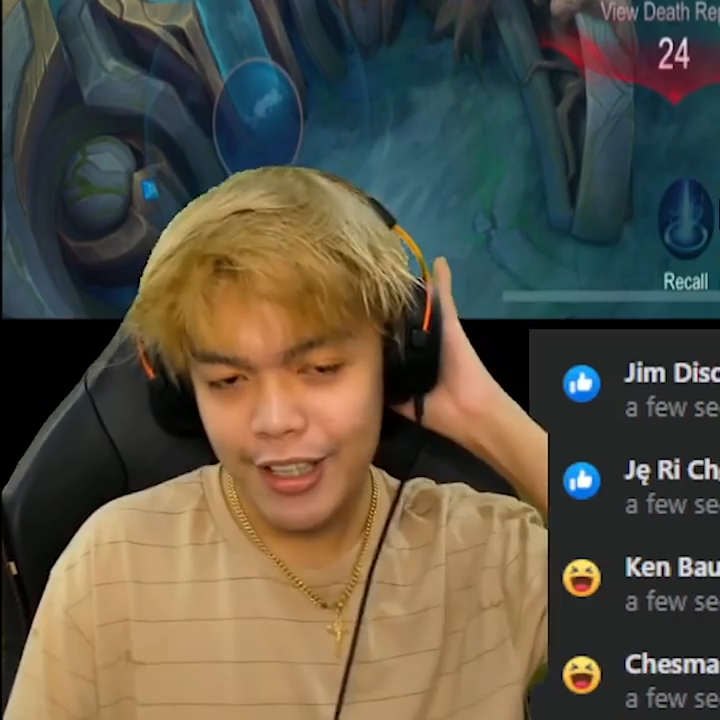 View Death Re
24
Recall
Jim Disc
a few se
Ję Ri Ch
a few se
Ken Bau
a few se
Chesma
a few se